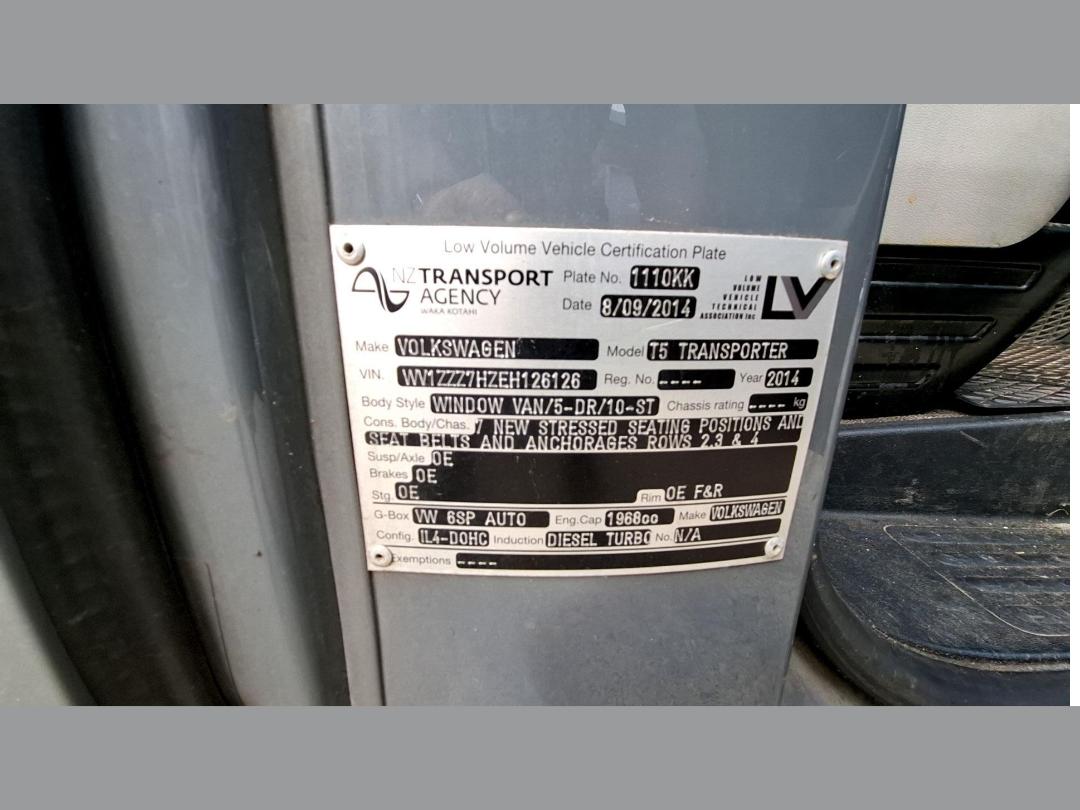 Low Volume Vehicle Certification Plate
NZ TRANSPORT AGENCY
WAKA KOTAHI
Plate No. 1110KK
Date 8/09/2014
LOW VOLUME VEHICLE TECHNICAL ASSOCIATION Inc
LV
Make VOLKSWAGEN Model T5 TRANSPORTER
VIN. WV1ZZZ7HZEH126126 Reg. No. ---- Year 2014
Body Style WINDOW VAN/5-DR/10-ST Chassis rating ---- kg
Cons. Body/Chas. 7 NEW STRESSED SEATING POSITIONS AND
SEAT BELTS AND ANCHORAGES ROWS 2,3 & 4
Susp/Axle OE
Brakes OE
Stg. OE Rim OE F&R
G-Box VW 6SP AUTO Eng.Cap 1968cc Make VOLKSWAGEN
Config. IL4-DOHC Induction DIESEL TURBO No. N/A
Exemptions ----